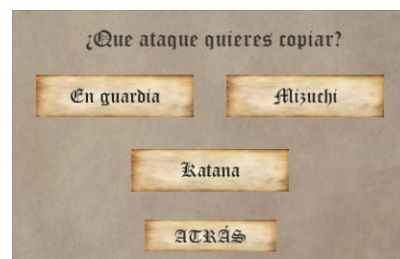 ¿Que ataque quieres copiar?
En guardia
Mizuchi
Katana
ATRÁS